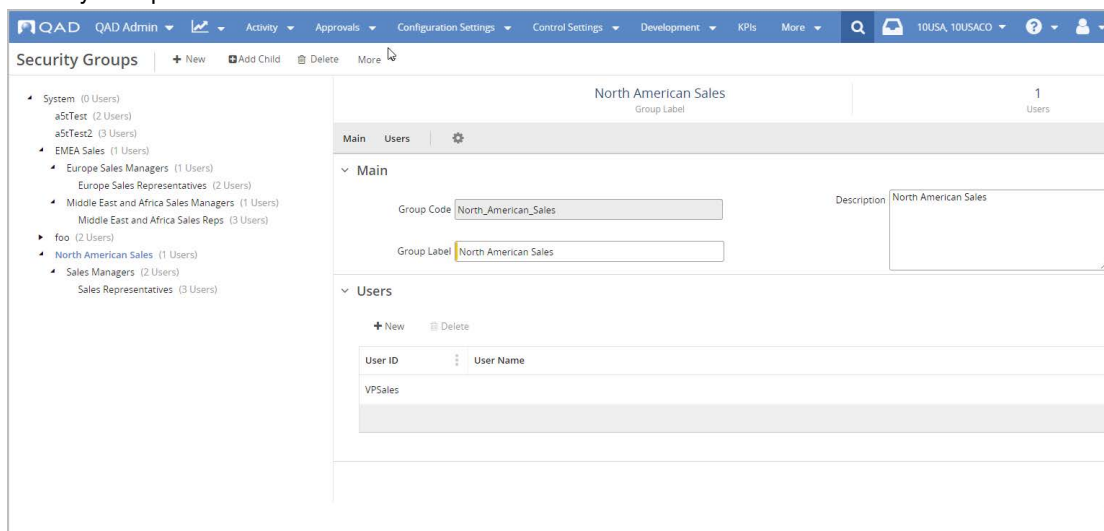 QAD QAD Admin Activity Approvals Configuration Settings Control Settings Development KPIs More 10USA, 10USACO
Security Groups + New Add Child Delete More
System (0 Users)
a5tTest (2 Users)
a5tTest2 (3 Users)
EMEA Sales (1 Users)
Europe Sales Managers (1 Users)
Europe Sales Representatives (2 Users)
Middle East and Africa Sales Managers (1 Users)
Middle East and Africa Sales Reps (3 Users)
foo (2 Users)
North American Sales (1 Users)
Sales Managers (2 Users)
Sales Representatives (3 Users)
North American Sales 1
Group Label Users
Main Users
Main
Group Code North_American_Sales
Description North American Sales
Group Label North American Sales
Users
+ New Delete
User ID User Name
VPSales